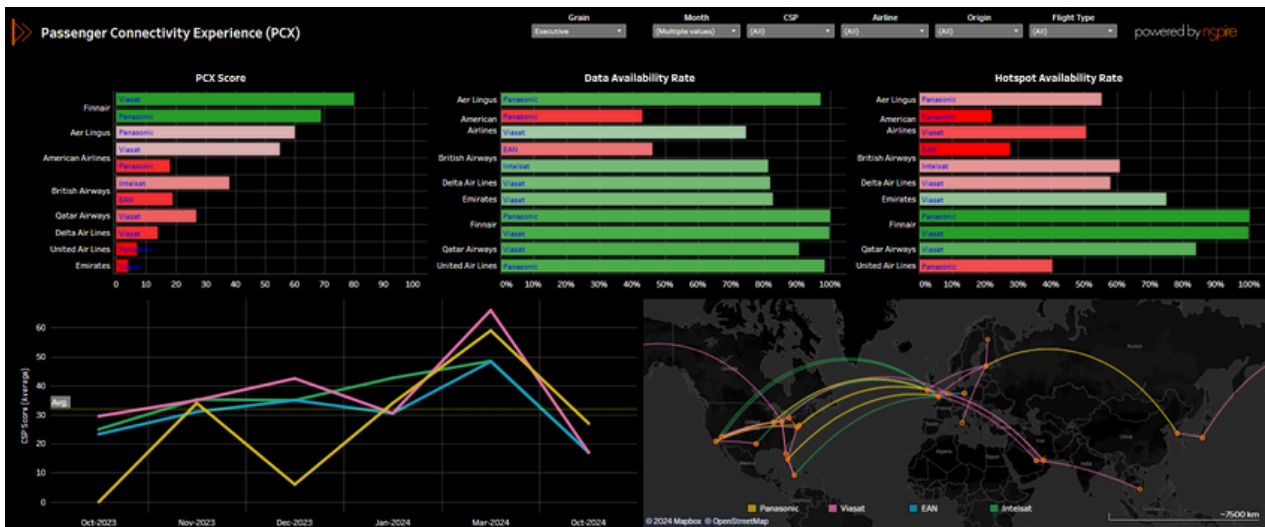 Grain Month CSP Airline Origin Flight Type
Passenger Connectivity Experience (PCX)
Executive (Multiple values) (All) (All) (All) (All)
powered by nspire
PCX Score
Finnair
Viasat
Panasonic
Aer Lingus
Panasonic
American Airlines
Viasat
Panasonic
British Airways
Intelsat
EAN
Qatar Airways
Viasat
Delta Air Lines
Viasat
United Air Lines
Panasonic
Emirates
0 10 20 30 40 50 60 70 80 90 100
Data Availability Rate
Aer Lingus
Panasonic
American Airlines
Panasonic
Viasat
British Airways
EAN
Intelsat
Delta Air Lines
Viasat
Emirates
Viasat
Finnair
Panasonic
Viasat
Qatar Airways
Viasat
United Air Lines
Panasonic
0% 10% 20% 30% 40% 50% 60% 70% 80% 90% 100%
Hotspot Availability Rate
Aer Lingus
Panasonic
American Airlines
Panasonic
Viasat
British Airways
EAN
Intelsat
Delta Air Lines
Viasat
Emirates
Viasat
Finnair
Panasonic
Viasat
Qatar Airways
Viasat
United Air Lines
Panasonic
0% 10% 20% 30% 40% 50% 60% 70% 80% 90% 100%
CSP Score (Average)
60
50
40
Avg.
30
20
10
0
Oct-2023 Nov-2023 Dec-2023 Jan-2024 Mar-2024 Oct-2024
Russia
Canada
United
Mexico
Algeria
Iran
China
India
Panasonic Viasat EAN Intelsat
© 2024 Mapbox © OpenStreetMap
~7500 km